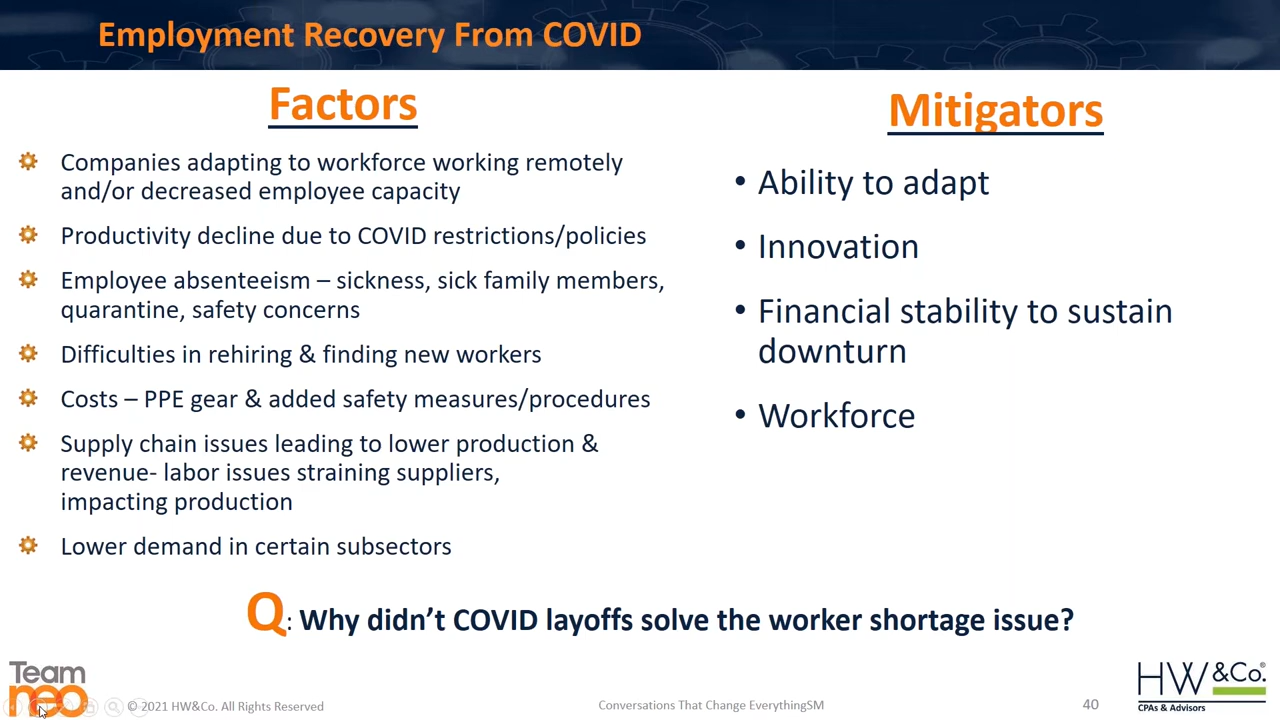 Employment Recovery From COVID
Factors
Companies adapting to workforce working remotely
and/or decreased employee capacity
Productivity decline due to COVID restrictions/policies
Employee absenteeism – sickness, sick family members,
quarantine, safety concerns
Difficulties in rehiring & finding new workers
Costs – PPE gear & added safety measures/procedures
Supply chain issues leading to lower production &
revenue- labor issues straining suppliers,
impacting production
Lower demand in certain subsectors
Mitigators
• Ability to adapt
• Innovation
• Financial stability to sustain
downturn
• Workforce
Q: Why didn’t COVID layoffs solve the worker shortage issue?
Team
neo
© 2021 HW&Co. All Rights Reserved
Conversations That Change EverythingSM
40
HW&Co.®
CPAs & Advisors